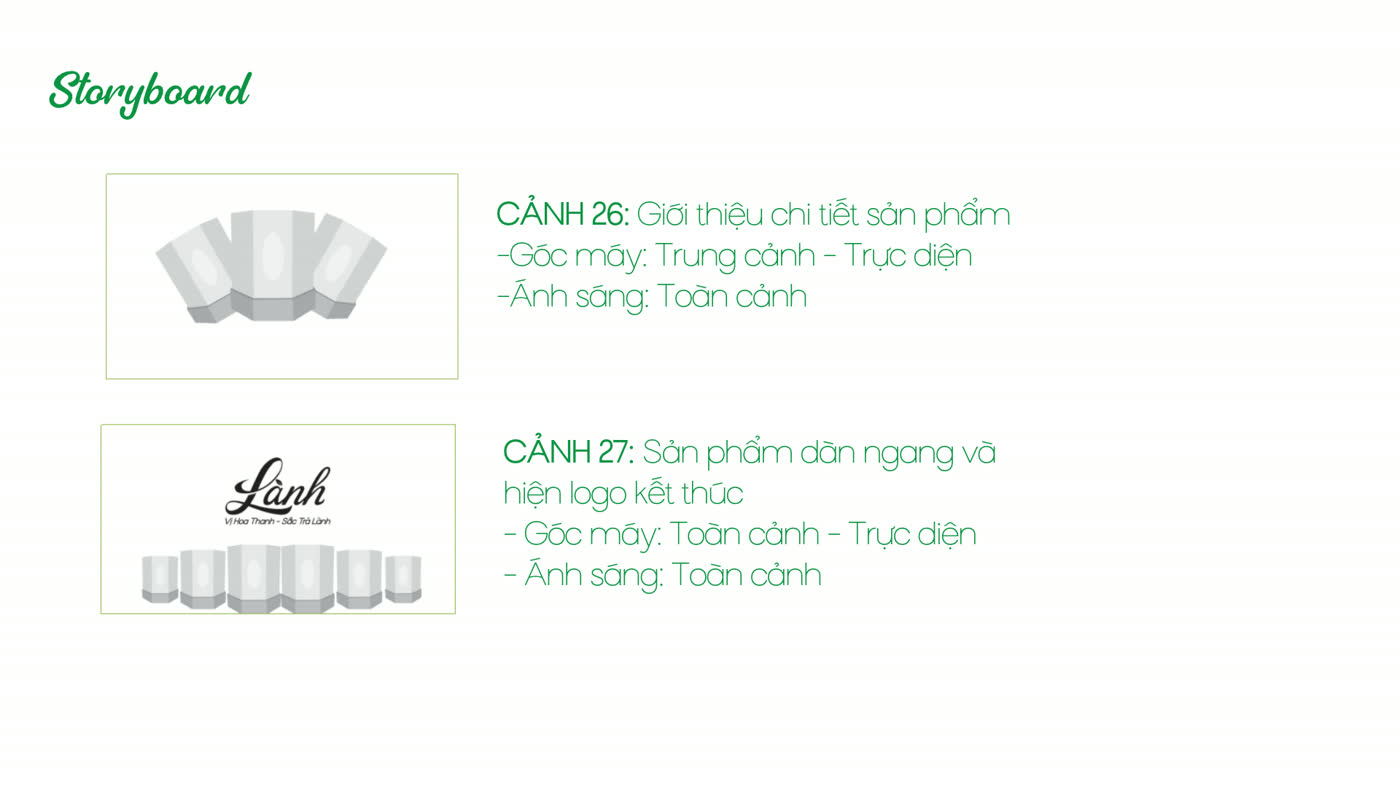 Storyboard
CẢNH 26: Giới thiệu chi tiết sản phẩm
-Góc máy: Trung cảnh - Trực diện
-Ánh sáng: Toàn cảnh
Lành
Vị Hoa Thanh - Sắc Trà Lành
CẢNH 27: Sản phẩm dàn ngang và
hiện logo kết thúc
- Góc máy: Toàn cảnh - Trực diện
- Ánh sáng: Toàn cảnh